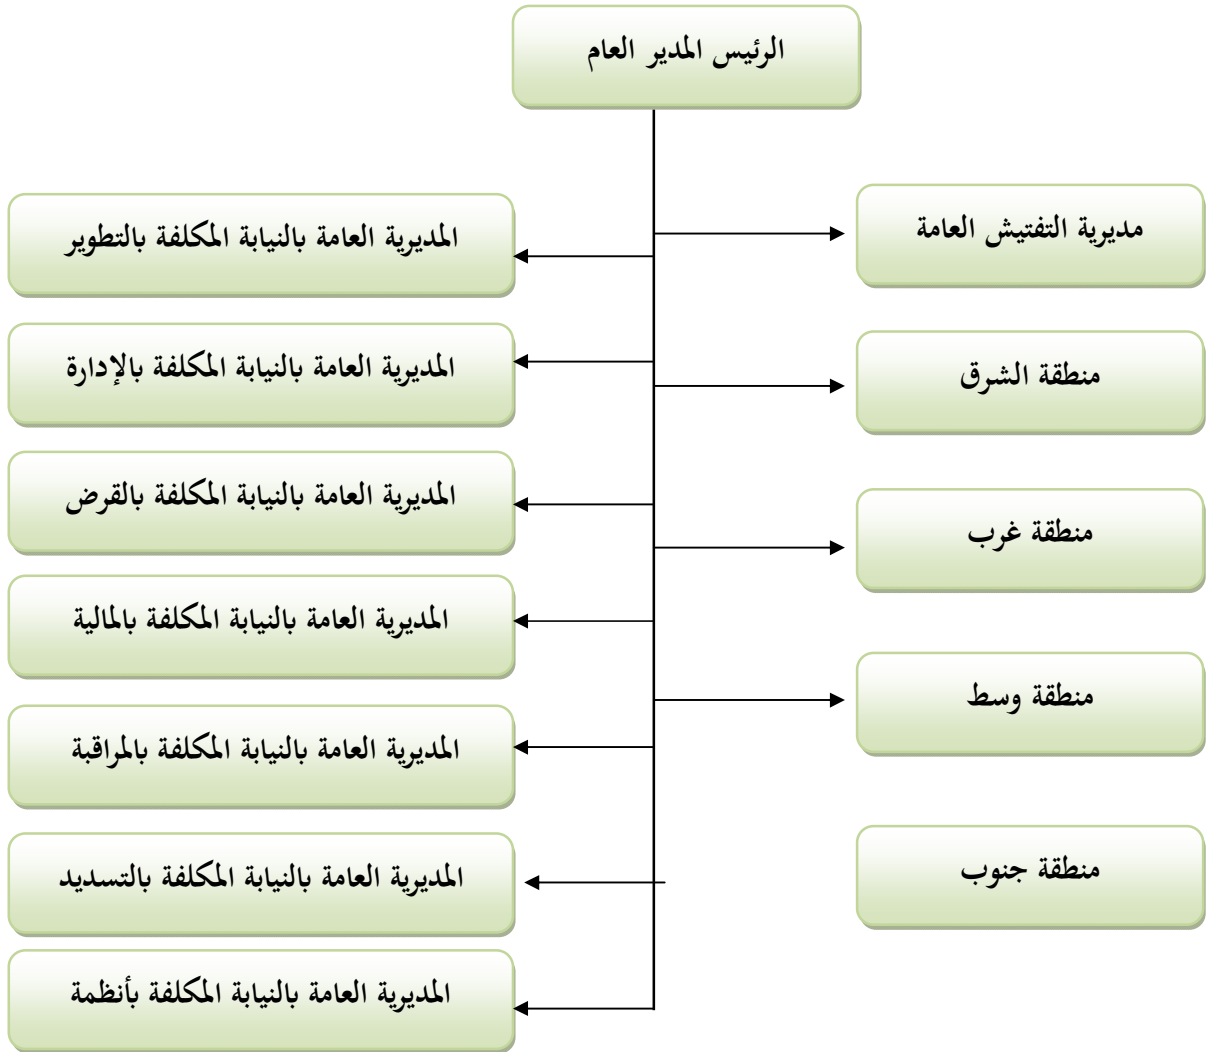 الرئيس المدير العام
مديرية التفتيش العامة
منطقة الشرق
منطقة غرب
منطقة وسط
منطقة جنوب
المديرية العامة بالنيابة المكلفة بالتطوير
المديرية العامة بالنيابة المكلفة بالإدارة
المديرية العامة بالنيابة المكلفة بالقرض
المديرية العامة بالنيابة المكلفة بالمالية
المديرية العامة بالنيابة المكلفة بالمراقبة
المديرية العامة بالنيابة المكلفة بالتسديد
المديرية العامة بالنيابة المكلفة بأنظمة